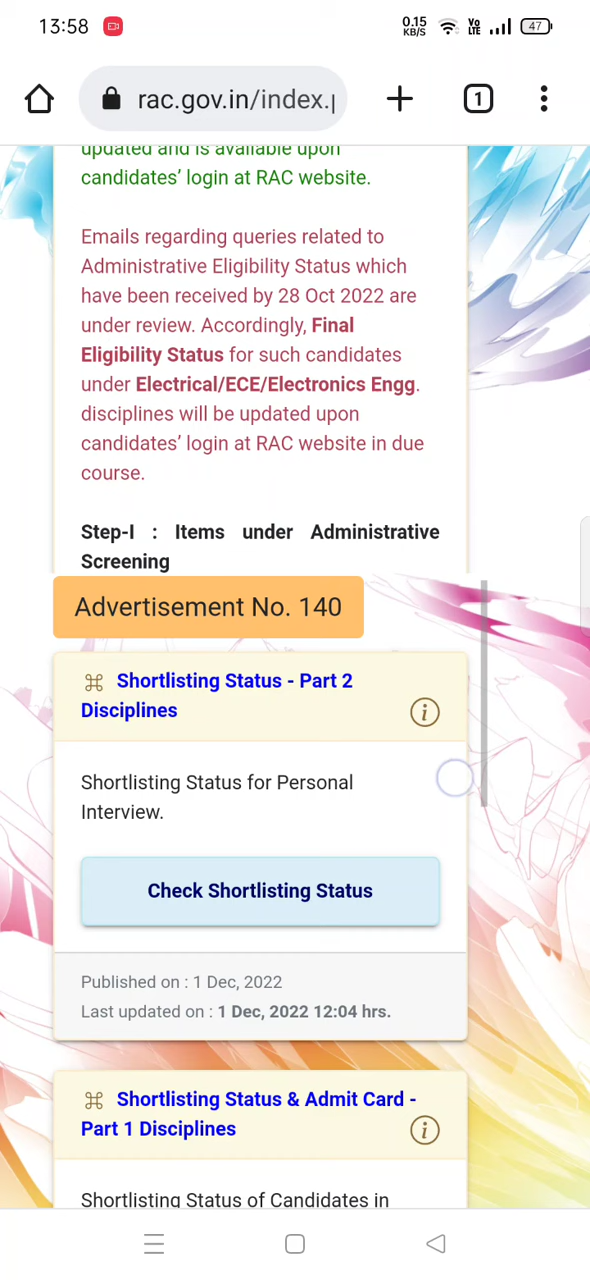 13:58
0.15
KB/S
Vo
LTE
47
rac.gov.in/index.p
1
updated and is available upon
candidates’ login at RAC website.
Emails regarding queries related to
Administrative Eligibility Status which
have been received by 28 Oct 2022 are
under review. Accordingly, Final
Eligibility Status for such candidates
under Electrical/ECE/Electronics Engg.
disciplines will be updated upon
candidates’ login at RAC website in due
course.
Step-I : Items under Administrative
Screening
Advertisement No. 140
Shortlisting Status - Part 2
Disciplines
Shortlisting Status for Personal
Interview.
Check Shortlisting Status
Published on : 1 Dec, 2022
Last updated on : 1 Dec, 2022 12:04 hrs.
Shortlisting Status & Admit Card -
Part 1 Disciplines
Shortlisting Status of Candidates in